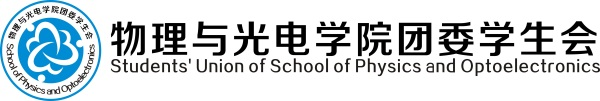 物理与光电学院团委学生会
School of Physics and Optoelectronics
物理与光电学院团委学生会
Students' Union of School of Physics and Optoelectronics